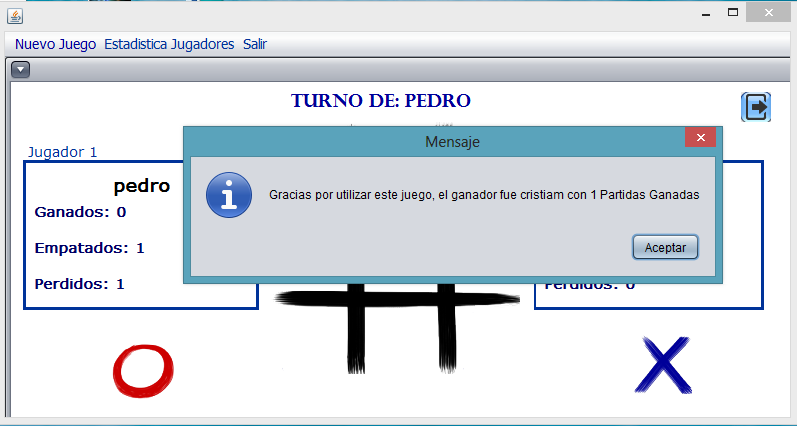 Nuevo Juego Estadistica Jugadores Salir
TURNO DE: PEDRO
Mensaje
Gracias por utilizar este juego, el ganador fue cristiam con 1 Partidas Ganadas
Aceptar
Jugador 1
pedro
Ganados: 0
Empatados: 1
Perdidos: 1
Perdidos: 0